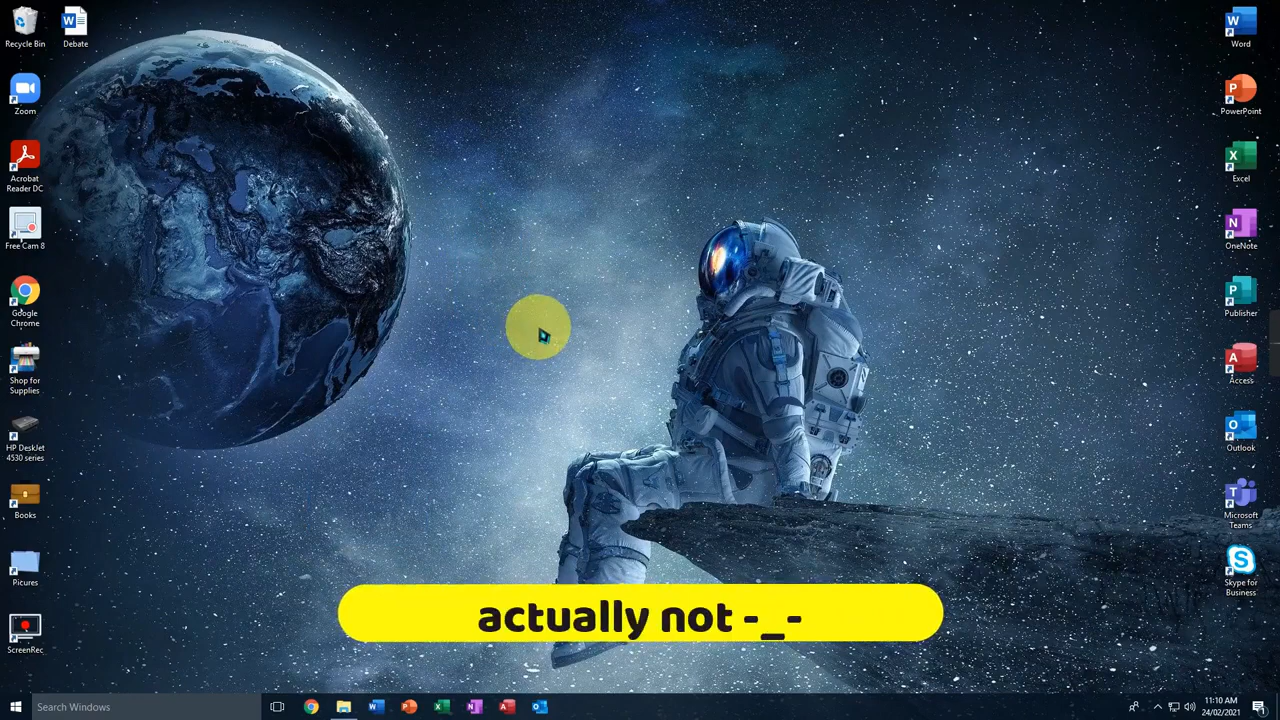 Recycle Bin
Debate
Zoom
Acrobat
Reader DC
Free Cam 8
Google
Chrome
Shop for
Supplies
HP DeskJet
4530 series
Books
Picures
ScreenRec
Word
PowerPoint
Excel
OneNote
Publisher
Access
Outlook
Microsoft
Teams
Skype for
Business
actually not -_-
Search Windows
11:10 AM
24/02/2021